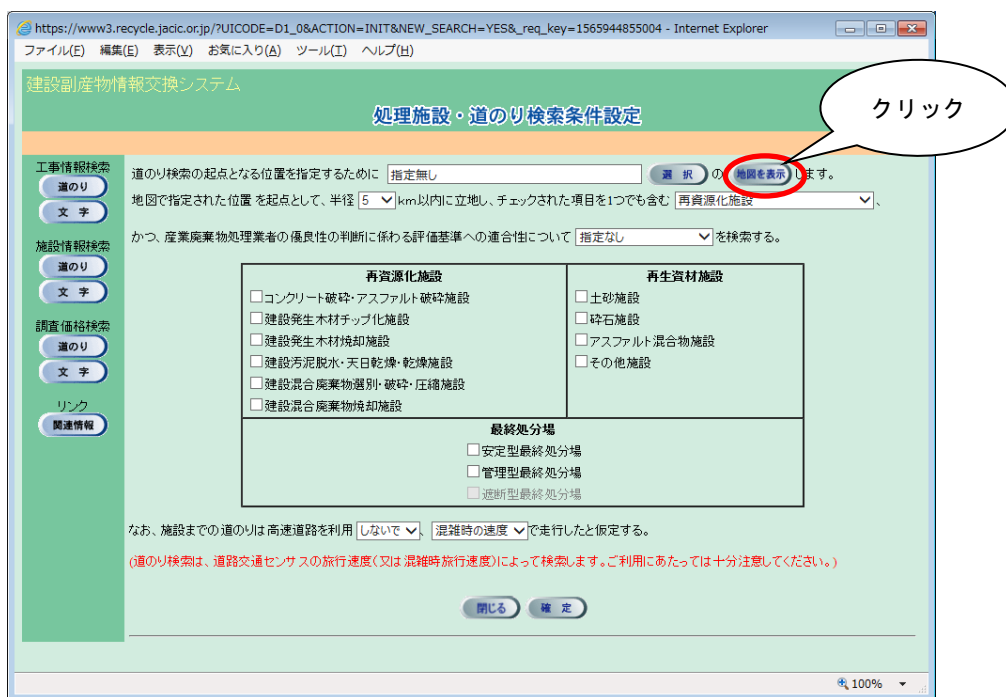 https://www3.recycle.jacic.or.jp/?UICODE=D1_0&ACTION=INIT&NEW_SEARCH=YES&_req_key=1565944855004 - Internet Explorer
ファイル(F) 編集(E) 表示(V) お気に入り(A) ツール(T) ヘルプ(H)
建設副産物情報交換システム
処理施設・道のり検索条件設定
クリック
工事情報検索
道のり
文 字
施設情報検索
道のり
文 字
調査価格検索
道のり
文 字
リンク
関連情報
道のり検索の起点となる位置を指定するために 指定無し 選 択 の 地図を表示 します。
地図で指定された位置 を起点として、半径 5 km以内に立地し、チェックされた項目を1つでも含む 再資源化施設 、
かつ、産業廃棄物処理業者の優良性の判断に係わる評価基準への適合性について 指定なし を検索する。
再資源化施設
コンクリート破砕・アスファルト破砕施設
建設発生木材チップ化施設
建設発生木材焼却施設
建設汚泥脱水・天日乾燥・乾燥施設
建設混合廃棄物選別・破砕・圧縮施設
建設混合廃棄物焼却施設
再生資材施設
土砂施設
砕石施設
アスファルト混合物施設
その他施設
最終処分場
安定型最終処分場
管理型最終処分場
遮断型最終処分場
なお、施設までの道のりは高速道路を利用 しないで 、 混雑時の速度 で走行したと仮定する。
(道のり検索は、道路交通センサスの旅行速度(又は混雑時旅行速度)によって検索します。ご利用にあたっては十分注意してください。)
閉じる 確 定
100%